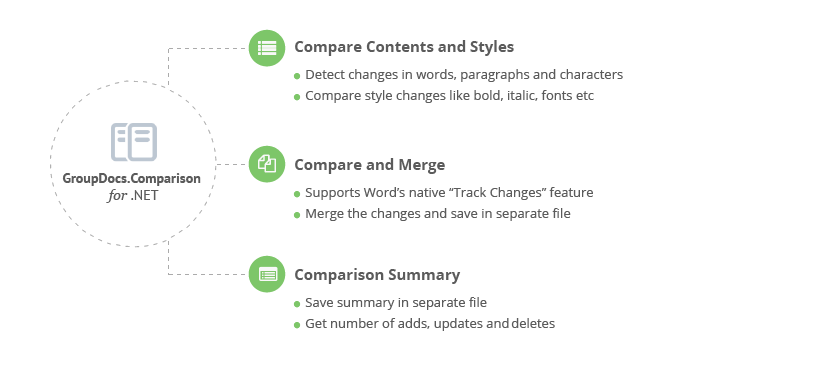 Compare Contents and Styles
Detect changes in words, paragraphs and characters
Compare style changes like bold, italic, fonts etc
GroupDocs.Comparison
for .NET
Compare and Merge
Supports Word’s native “Track Changes” feature
Merge the changes and save in separate file
Comparison Summary
Save summary in separate file
Get number of adds, updates and deletes